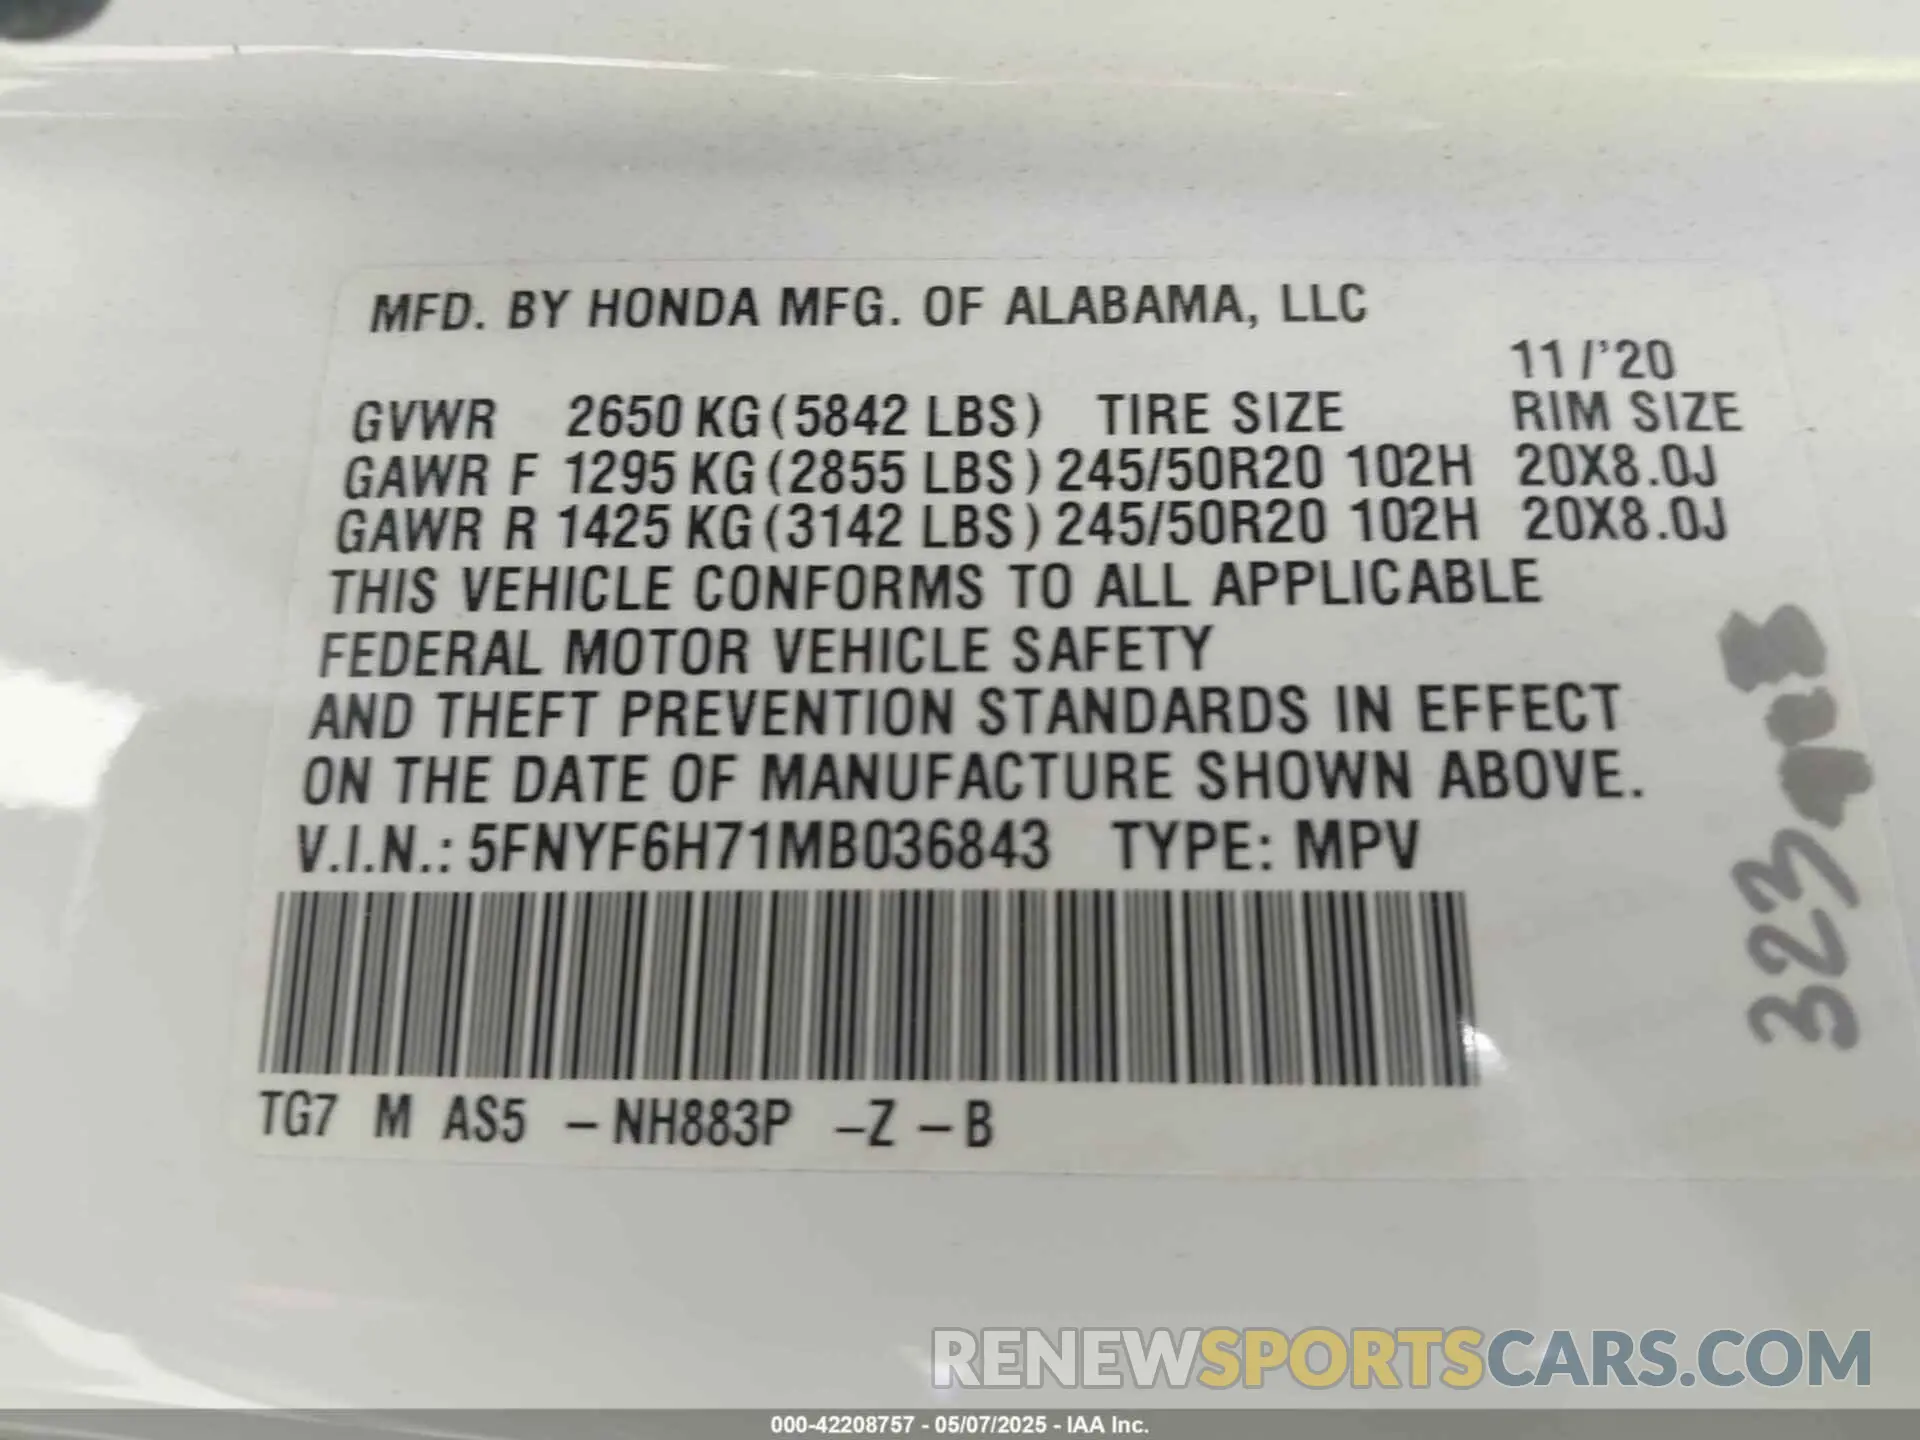 MFD. BY HONDA MFG. OF ALABAMA, LLC
11/'20
GVWR 2650 KG (5842 LBS) TIRE SIZE RIM SIZE
GAWR F 1295 KG (2855 LBS) 245/50R20 102H 20X8.0J
GAWR R 1425 KG (3142 LBS) 245/50R20 102H 20X8.0J
THIS VEHICLE CONFORMS TO ALL APPLICABLE
FEDERAL MOTOR VEHICLE SAFETY
AND THEFT PREVENTION STANDARDS IN EFFECT
ON THE DATE OF MANUFACTURE SHOWN ABOVE.
V.I.N.: 5FNYF6H71MB036843 TYPE: MPV
TG7 M AS5 -NH883P -Z -B
323
RENEWSPORTSCARS.COM
000-42208757 - 05/07/2025 - IAA Inc.